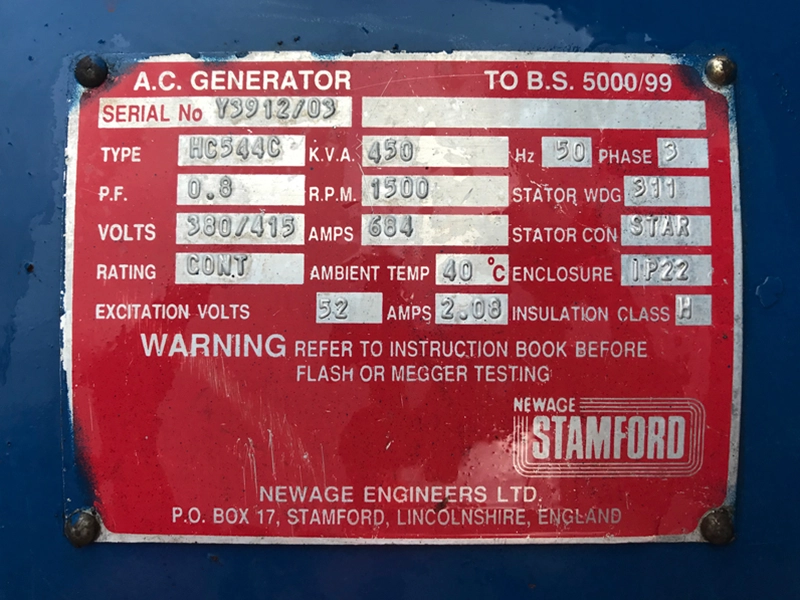 A.C. GENERATOR TO B.S. 5000/99
SERIAL No Y3912/03
TYPE HC544C K.V.A. 450 Hz 50 PHASE 3
P.F. 0.8 R.P.M. 1500 STATOR WDG 311
VOLTS 380/415 AMPS 684 STATOR CON STAR
RATING CONT AMBIENT TEMP 40 °C ENCLOSURE IP22
EXCITATION VOLTS 52 AMPS 2.08 INSULATION CLASS H
WARNING REFER TO INSTRUCTION BOOK BEFORE
FLASH OR MEGGER TESTING
NEWAGE
STAMFORD
NEWAGE ENGINEERS LTD.
P.O. BOX 17, STAMFORD, LINCOLNSHIRE, ENGLAND